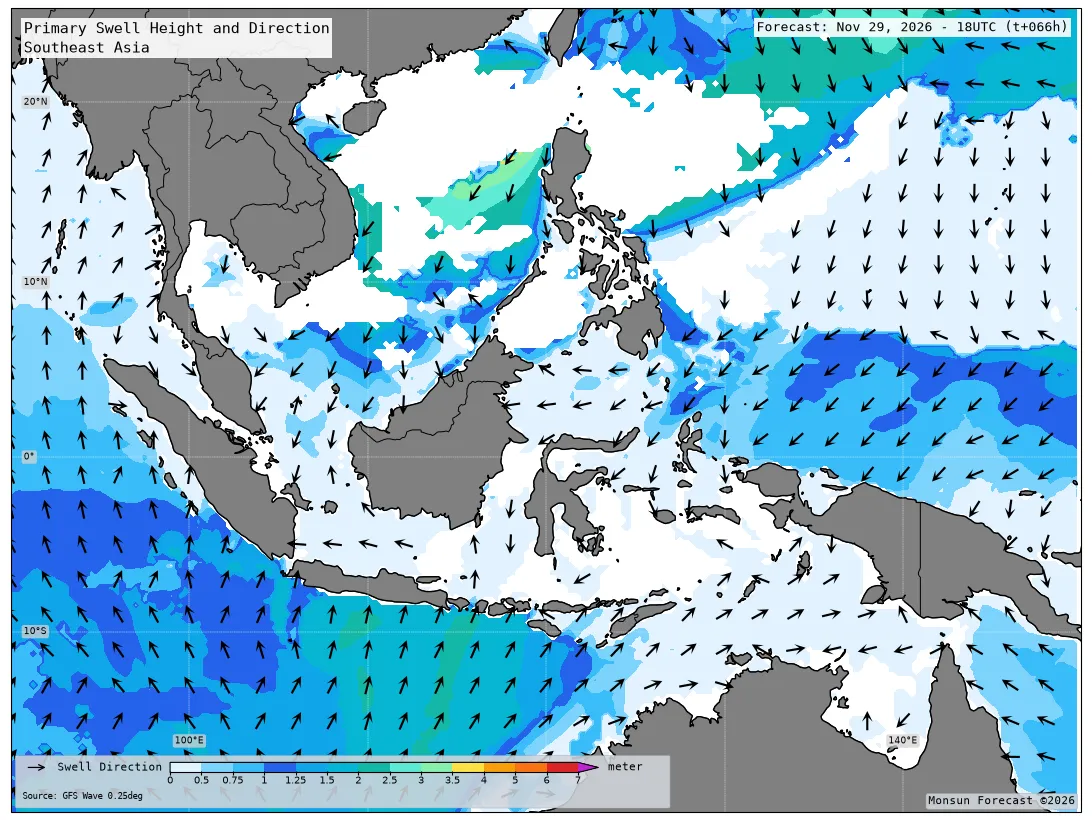 Primary Swell Height and Direction
Southeast Asia
Forecast: Nov 29, 2026 - 18UTC (t+066h)
20°N
10°N
0°
10°S
100°E
140°E
Swell Direction
0 0.5 0.75 1 1.25 1.5 2 2.5 3 3.5 4 5 6 7
meter
Source: GFS Wave 0.25deg
Monsun Forecast ©2026